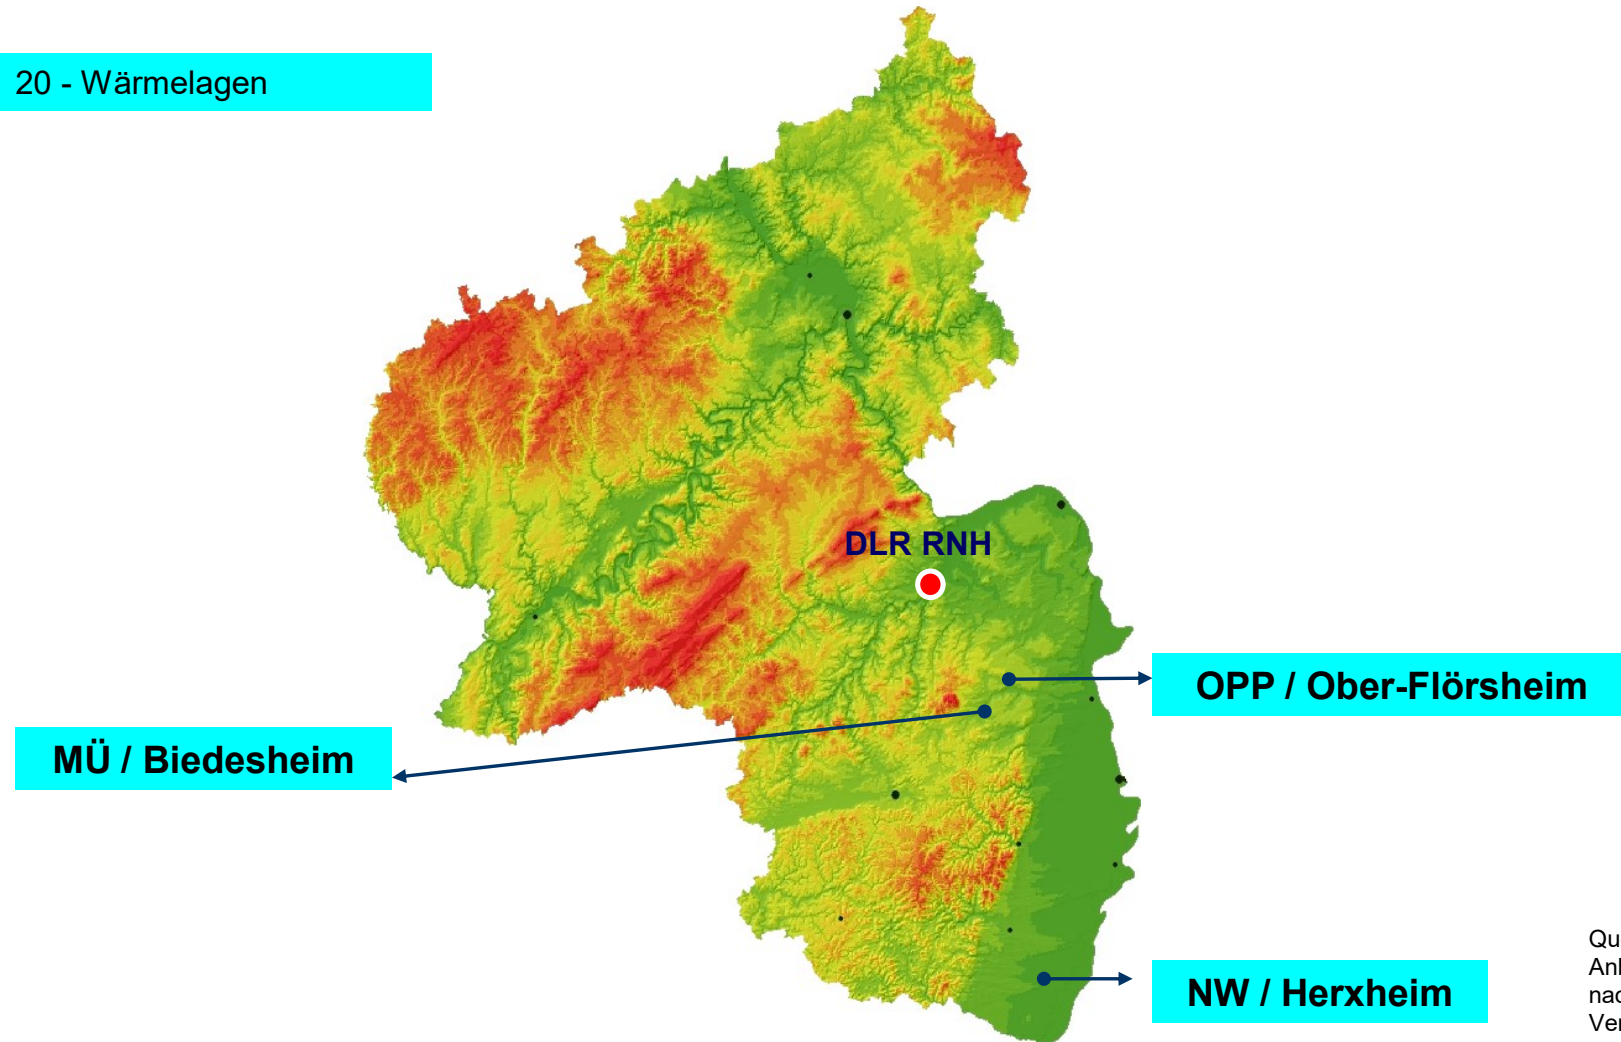 20 - Wärmelagen
DLR RNH
OPP / Ober-Flörsheim
MÜ / Biedesheim
NW / Herxheim